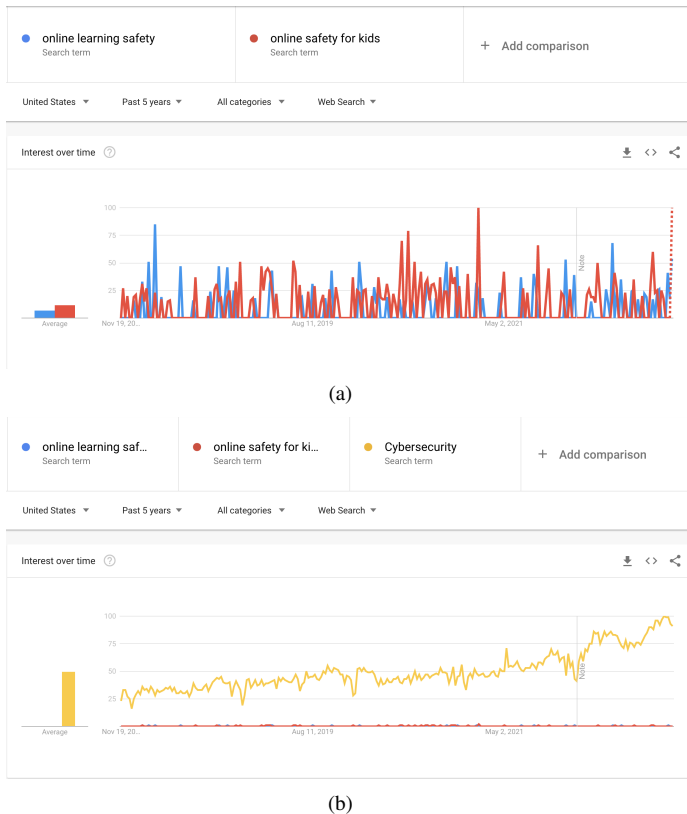 online learning safety
Search term
online safety for kids
Search term
+ Add comparison
United States
Past 5 years
All categories
Web Search
Interest over time
?
100
75
50
25
Note
Average
Nov 19, 20...
Aug 11, 2019
May 2, 2021
(a)
online learning saf...
Search term
online safety for ki...
Search term
Cybersecurity
Search term
+ Add comparison
United States
Past 5 years
All categories
Web Search
Interest over time
?
100
75
50
25
Note
Average
Nov 19, 20...
Aug 11, 2019
May 2, 2021
(b)